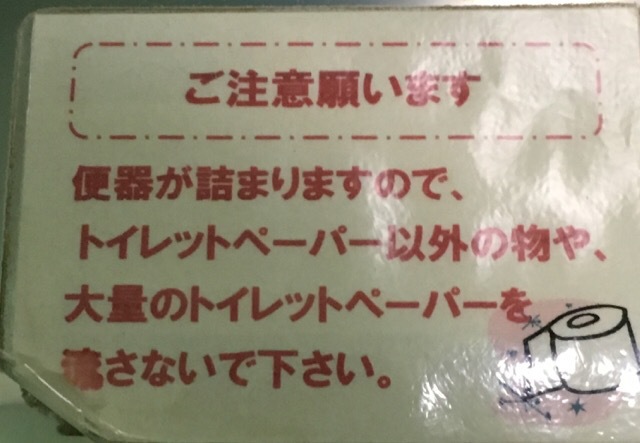 ご注意願います
便器が詰まりますので、
トイレットペーパー以外の物や、
大量のトイレットペーパーを
流さないで下さい。